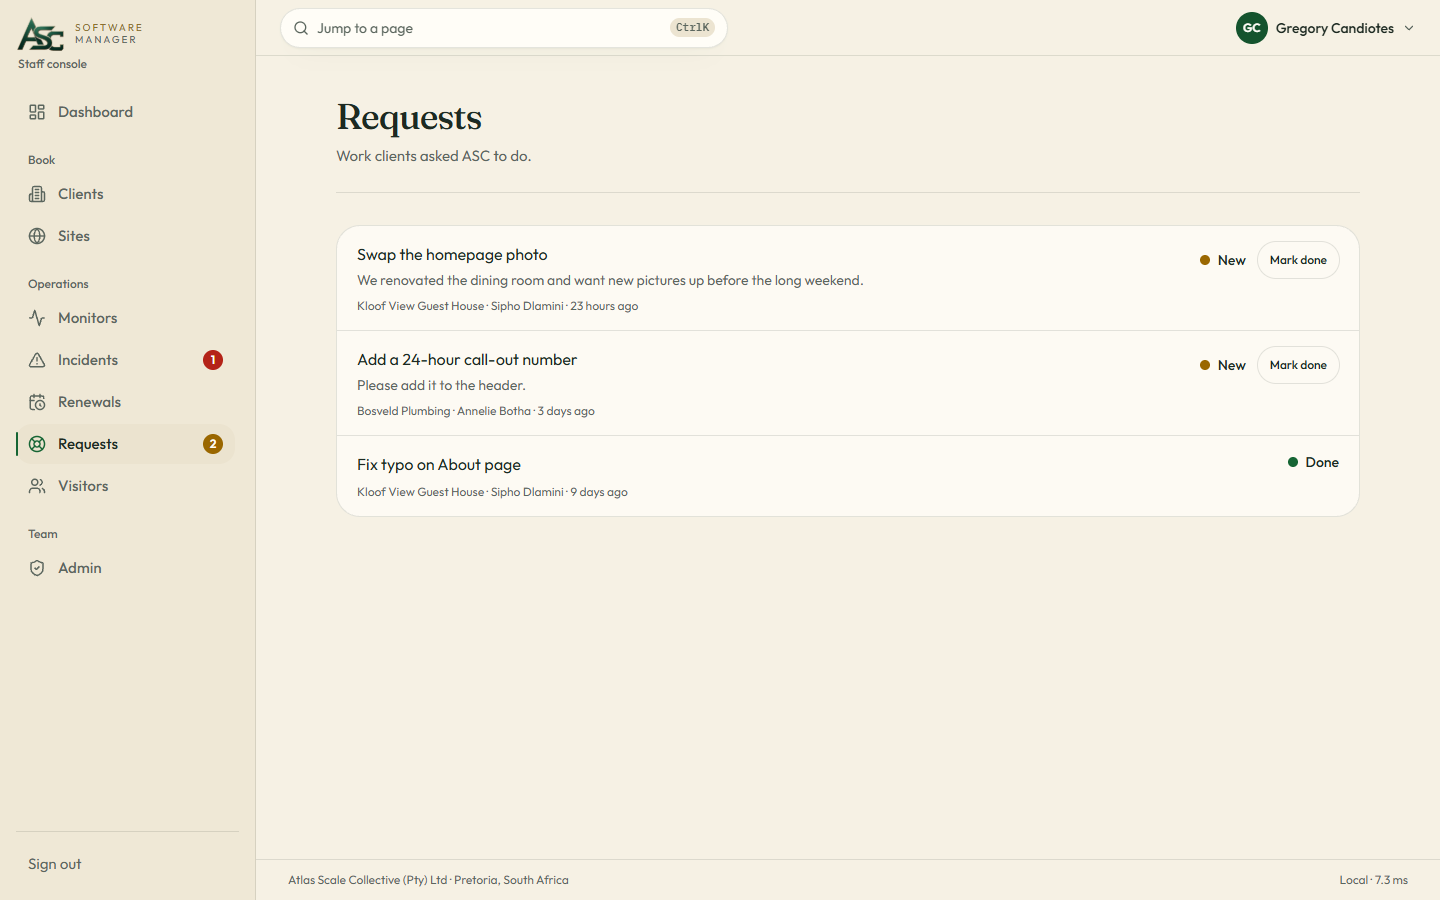 ASC SOFTWARE
MANAGER
Staff console
Dashboard
Book
Clients
Sites
Operations
Monitors
Incidents 1
Renewals
Requests 2
Visitors
Team
Admin
Sign out
Jump to a page CtrlK
GC Gregory Candiotes
Requests
Work clients asked ASC to do.
Swap the homepage photo
We renovated the dining room and want new pictures up before the long weekend.
Kloof View Guest House · Sipho Dlamini · 23 hours ago
New Mark done
Add a 24-hour call-out number
Please add it to the header.
Bosveld Plumbing · Annelie Botha · 3 days ago
New Mark done
Fix typo on About page
Kloof View Guest House · Sipho Dlamini · 9 days ago
Done
Atlas Scale Collective (Pty) Ltd · Pretoria, South Africa
Local · 7.3 ms